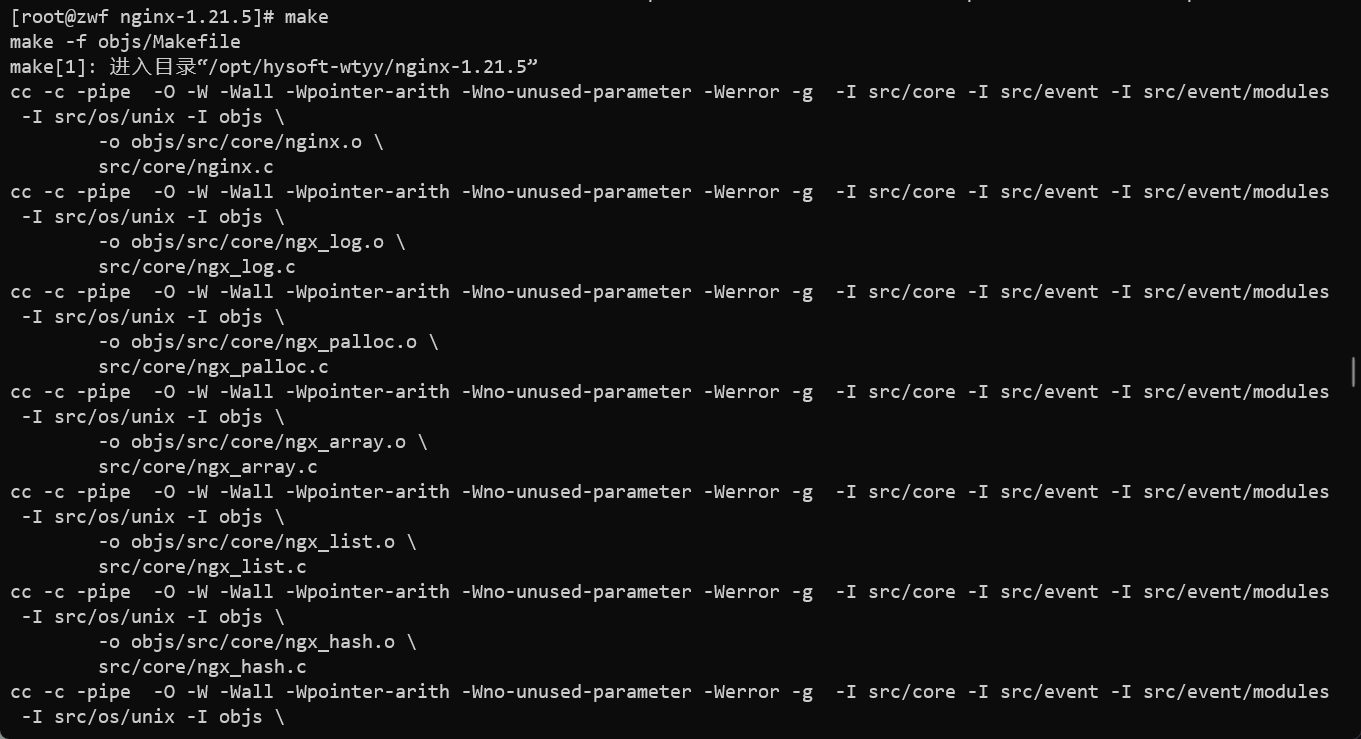 [root@zwf nginx-1.21.5]# make
make -f objs/Makefile
make[1]: 进入目录“/opt/hysoft-wtyy/nginx-1.21.5”
cc -c -pipe  -O -W -Wall -Wpointer-arith -Wno-unused-parameter -Werror -g  -I src/core -I src/event -I src/event/modules
 -I src/os/unix -I objs \
        -o objs/src/core/nginx.o \
        src/core/nginx.c
cc -c -pipe  -O -W -Wall -Wpointer-arith -Wno-unused-parameter -Werror -g  -I src/core -I src/event -I src/event/modules
 -I src/os/unix -I objs \
        -o objs/src/core/ngx_log.o \
        src/core/ngx_log.c
cc -c -pipe  -O -W -Wall -Wpointer-arith -Wno-unused-parameter -Werror -g  -I src/core -I src/event -I src/event/modules
 -I src/os/unix -I objs \
        -o objs/src/core/ngx_palloc.o \
        src/core/ngx_palloc.c
cc -c -pipe  -O -W -Wall -Wpointer-arith -Wno-unused-parameter -Werror -g  -I src/core -I src/event -I src/event/modules
 -I src/os/unix -I objs \
        -o objs/src/core/ngx_array.o \
        src/core/ngx_array.c
cc -c -pipe  -O -W -Wall -Wpointer-arith -Wno-unused-parameter -Werror -g  -I src/core -I src/event -I src/event/modules
 -I src/os/unix -I objs \
        -o objs/src/core/ngx_list.o \
        src/core/ngx_list.c
cc -c -pipe  -O -W -Wall -Wpointer-arith -Wno-unused-parameter -Werror -g  -I src/core -I src/event -I src/event/modules
 -I src/os/unix -I objs \
        -o objs/src/core/ngx_hash.o \
        src/core/ngx_hash.c
cc -c -pipe  -O -W -Wall -Wpointer-arith -Wno-unused-parameter -Werror -g  -I src/core -I src/event -I src/event/modules
 -I src/os/unix -I objs \